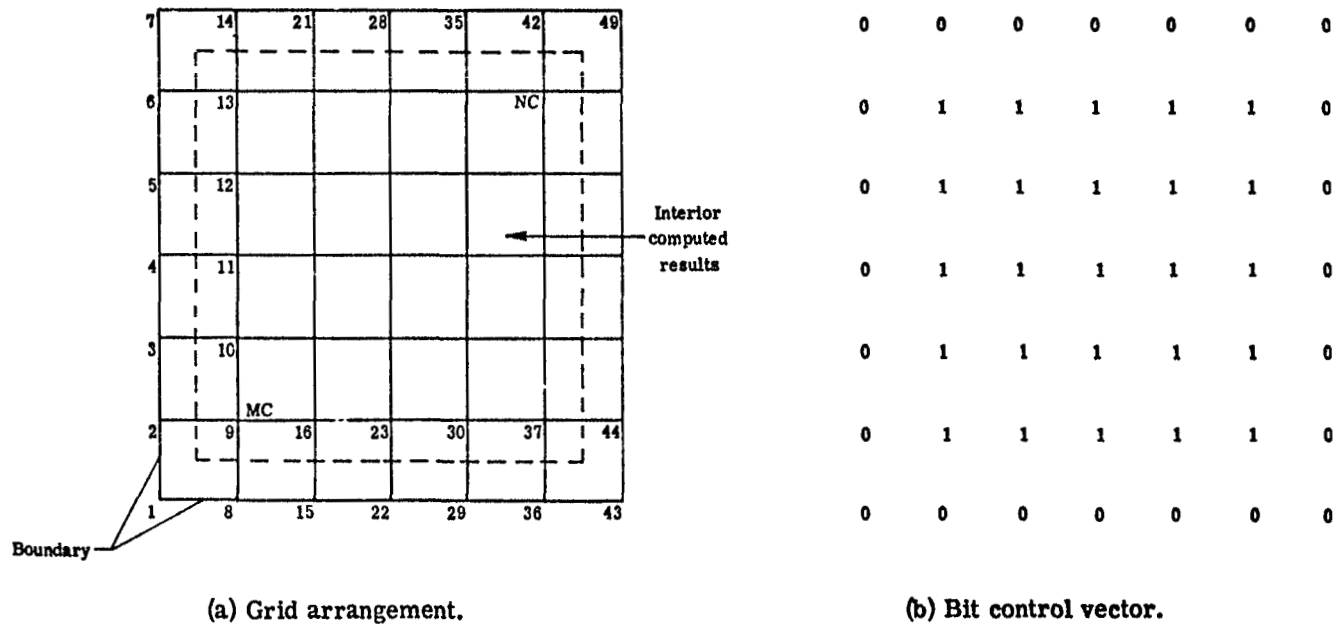 7 14 21 28 35 42 49
6 13 NC
5 12
Interior
computed
results
4 11
3 10
MC
2 9 16 23 30 37 44
1 8 15 22 29 36 43
Boundary
(a) Grid arrangement.
0 0 0 0 0 0 0
0 1 1 1 1 1 0
0 1 1 1 1 1 0
0 1 1 1 1 1 0
0 1 1 1 1 1 0
0 1 1 1 1 1 0
0 0 0 0 0 0 0
(b) Bit control vector.